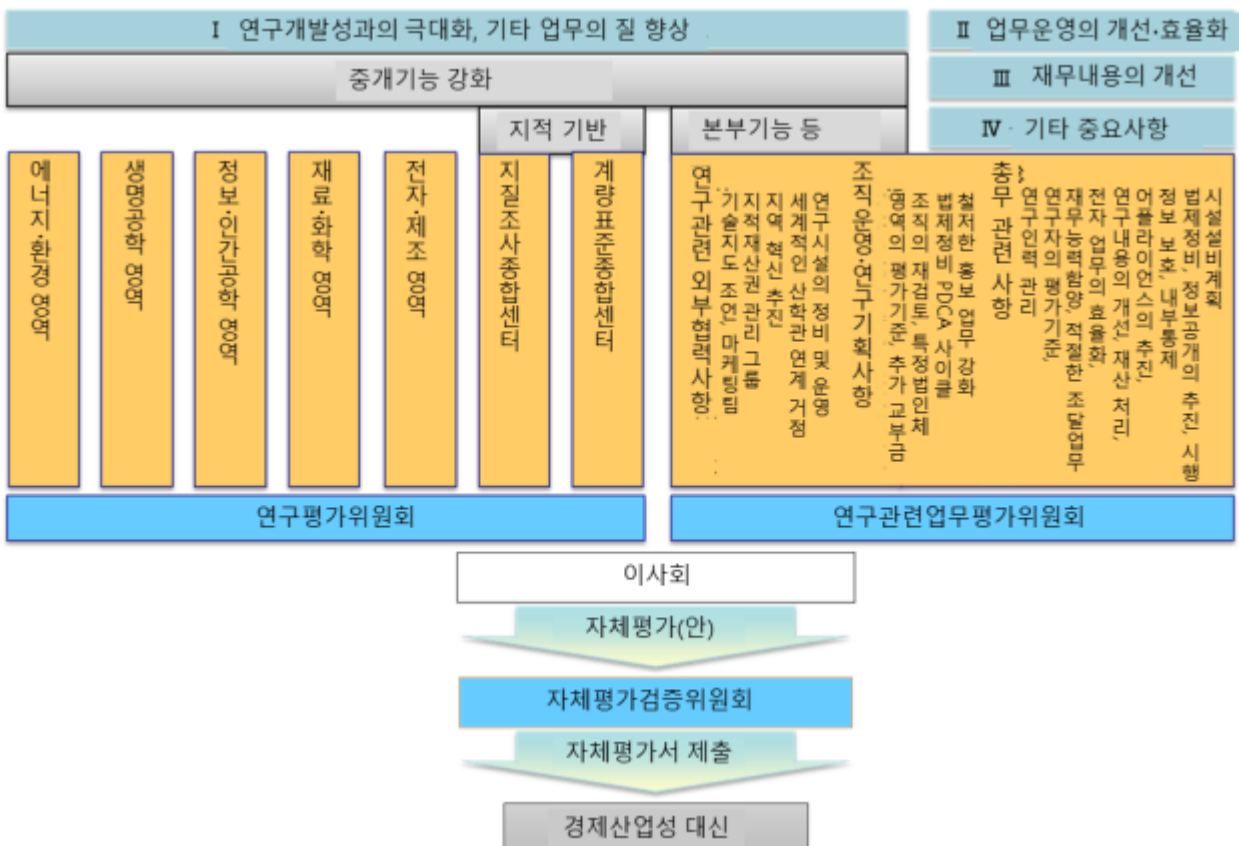 Ⅰ 연구개발성과의 극대화, 기타 업무의 질 향상
Ⅱ 업무운영의 개선·효율화
중개기능 강화
Ⅲ 재무내용의 개선
지적 기반
본부기능 등
Ⅳ 기타 중요사항
에너지·환경 영역
생명공학 영역
정보·인간공학 영역
재료·화학 영역
전자·제조 영역
지질조사종합센터
계량표준종합센터
연구관련 외부협력사항
기술지도 조언, 마케팅팀
지적재산권 관리 그룹
지역 혁신 추진
세계적인 산학관 연계 거점
연구시설의 정비 및 운영
조직운영·연구기획사항
영역의 평가기준, 추가 교부금
조직의 재검토, 특정법인체
법제정비 PDCA 사이클
철저한 홍보 업무 강화
총무 관련 사항
연구인력 관리
연구자의 평가기준,
재무능력함양, 적절한 조달업무
전자 업무의 효율화,
연구내용의 개선, 재산 처리,
어플라이언스의 추진,
정보 보호, 내부통제
법제정비, 정보공개의 추진, 시행
시설설비계획
연구평가위원회
연구관련업무평가위원회
이사회
자체평가(안)
자체평가검증위원회
자체평가서 제출
경제산업성 대신